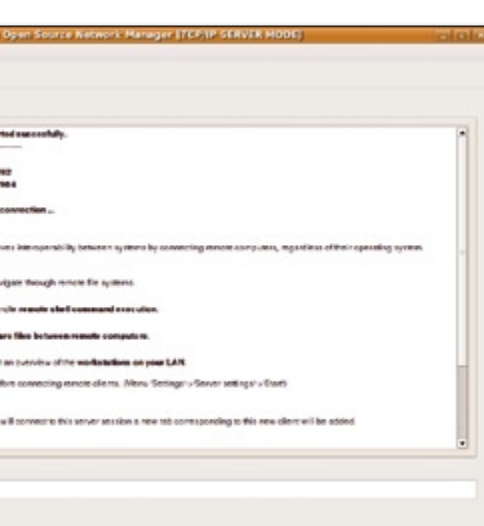 Open Source Network Manager [TCP/IP SERVER MODE]
ted successfully.
connection ...
interoperability between systems by connecting remote computers, regardless of their operating system.
vigate through remote file systems.
remote shell command execution.
are files between remote computers.
an overview of the workstations on your LAN
fore connecting remote clients. (Menu 'Settings' > 'Server settings' > Start)
will connect to this server session a new tab corresponding to this new client will be added.